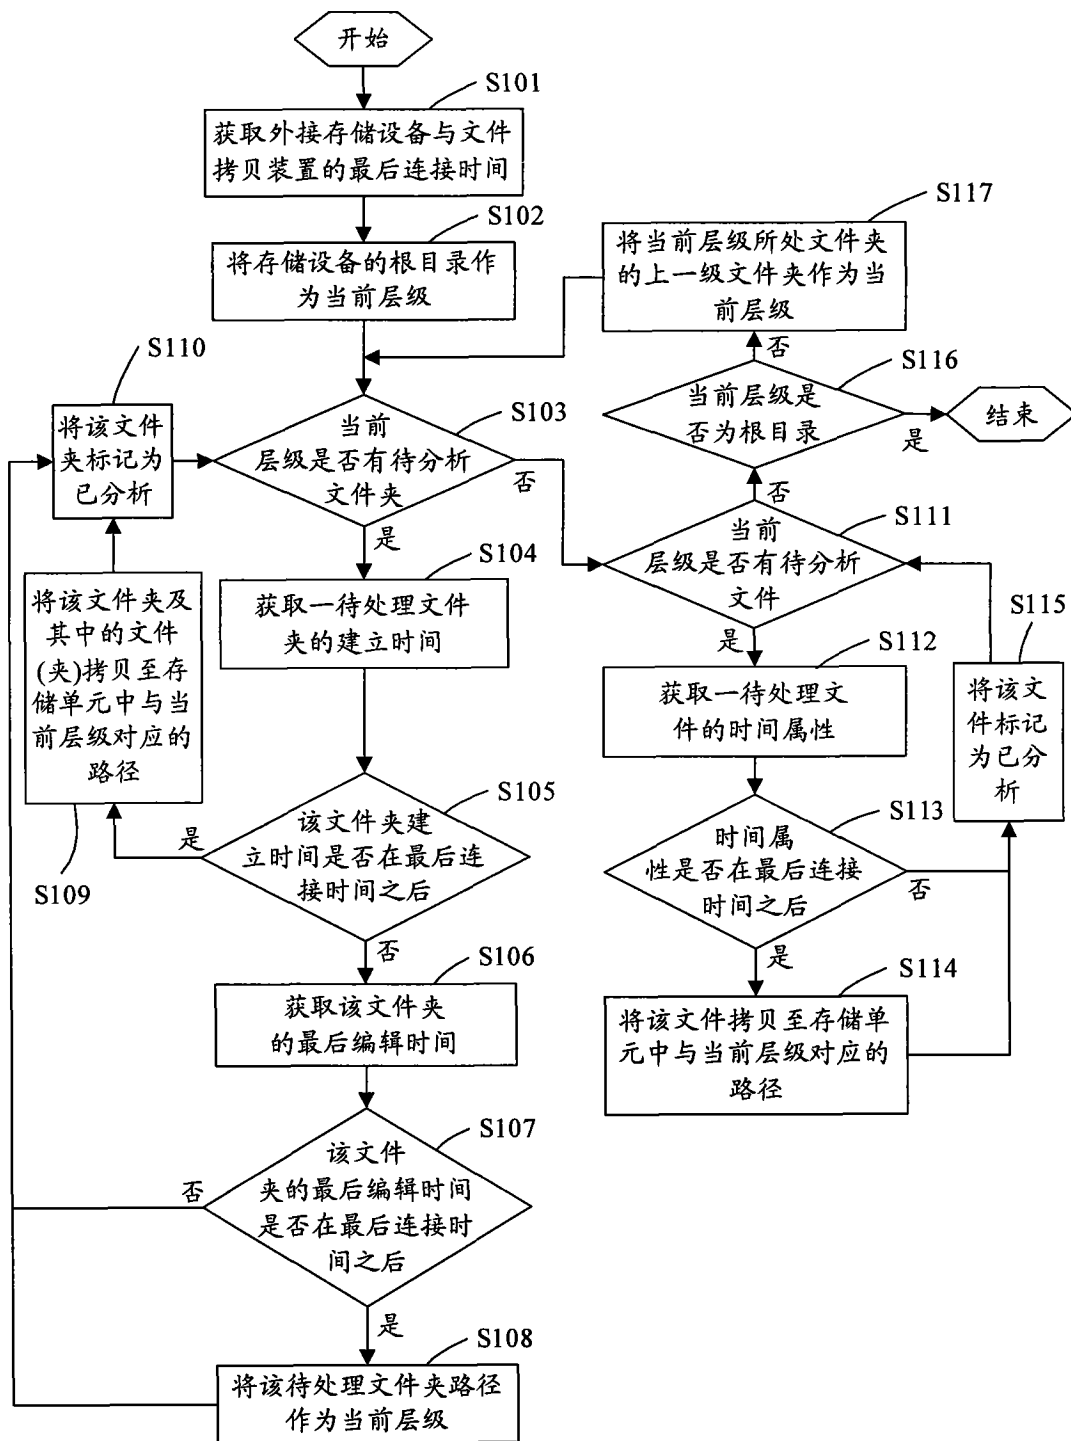 开始
S101
获取外接存储设备与文件
拷贝装置的最后连接时间
S102
将存储设备的根目录作
为当前层级
S110
将该文件
夹标记为
已分析
S103
当前
层级是否有待分析
文件夹
否
是
S104
获取一待处理文件
夹的建立时间
将该文件夹及
其中的文件
(夹)拷贝至存
储单元中与当
前层级对应的
路径
S109
S105
该文件夹建
立时间是否在最后连
接时间之后
是
否
S106
获取该文件夹
的最后编辑时间
S107
该文件
夹的最后编辑时间
是否在最后连接时
间之后
否
是
S108
将该待处理文件夹路径
作为当前层级
S117
将当前层级所处文件夹
的上一级文件夹作为当
前层级
否
S116
当前层级是
否为根目录
是
结束
否
S111
当前
层级是否有待分析
文件
是
S112
获取一待处理文
件的时间属性
S115
将该文
件标记
为已分
析
S113
时间属
性是否在最后连接
时间之后
否
是
S114
将该文件拷贝至存储单
元中与当前层级对应的
路径